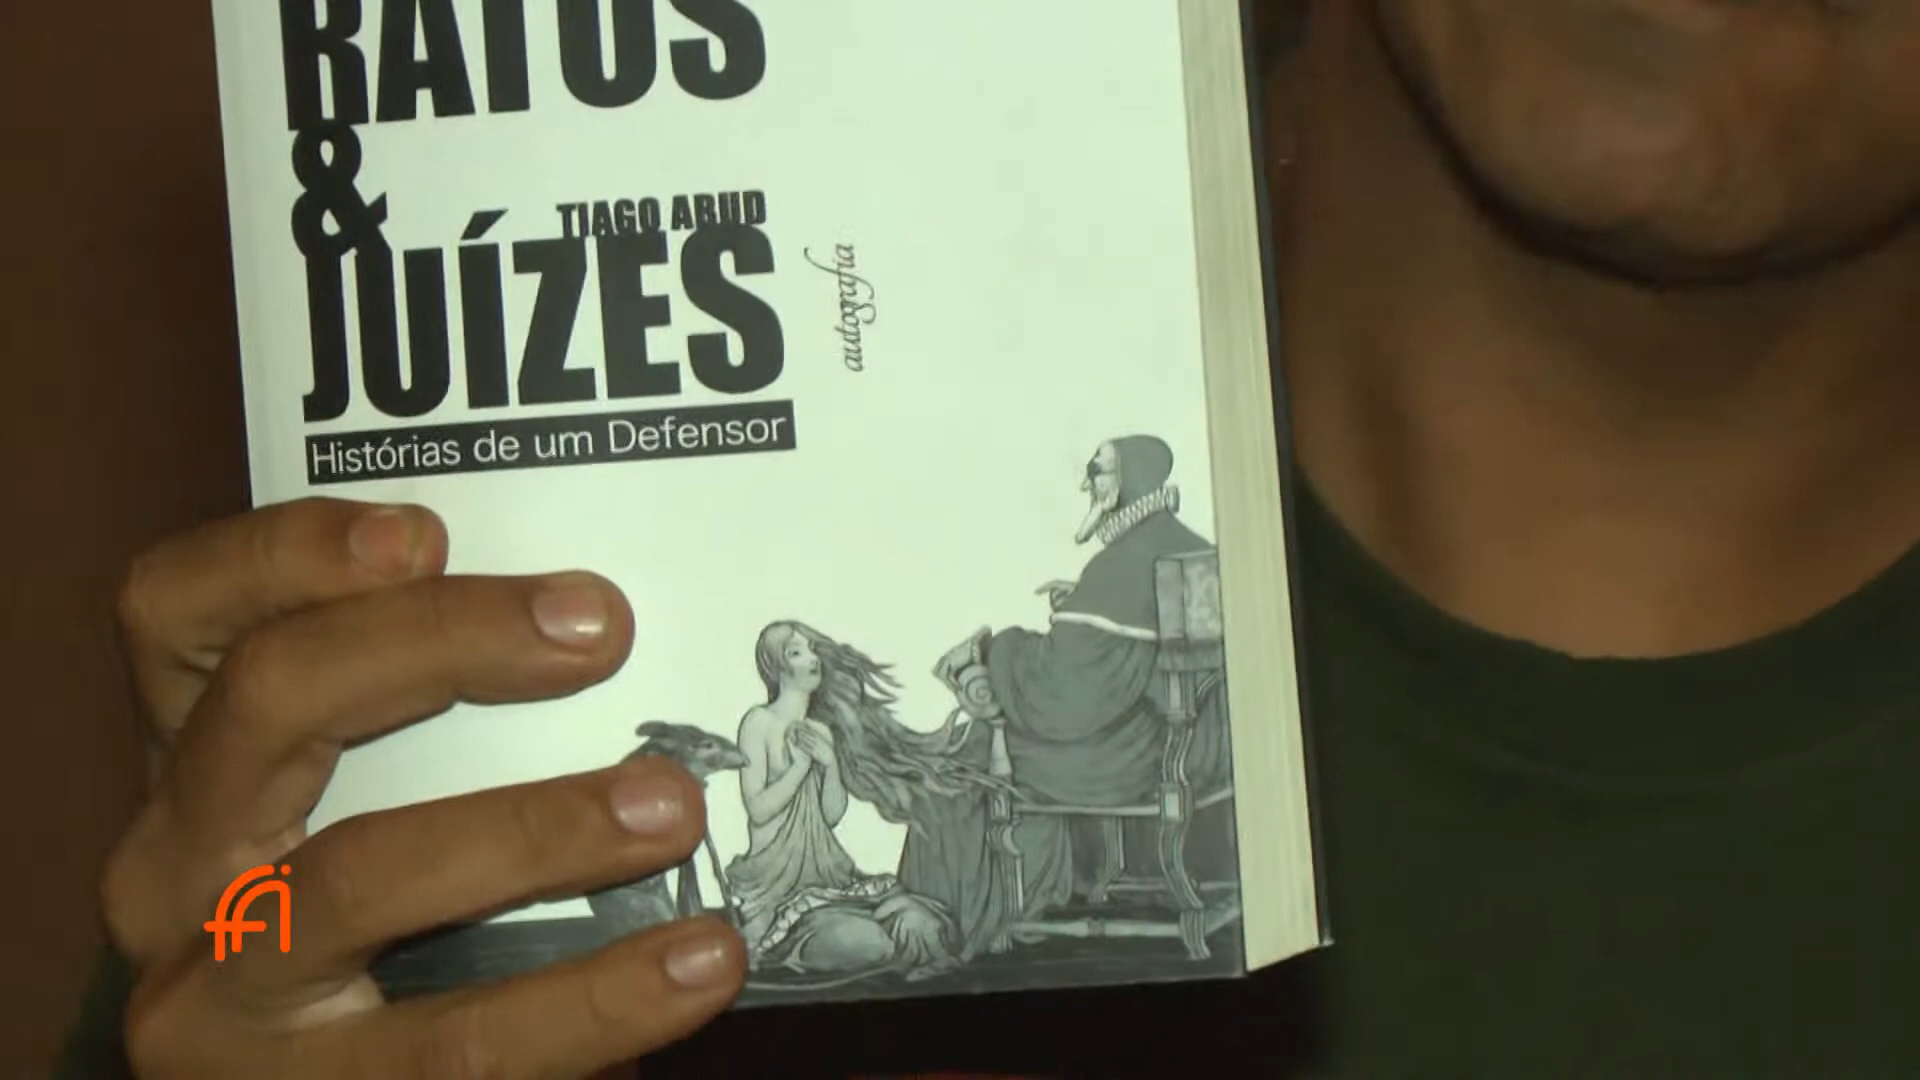 RATOS
&
TIAGO ABUD
JUÍZES
Histórias de um Defensor
autografia